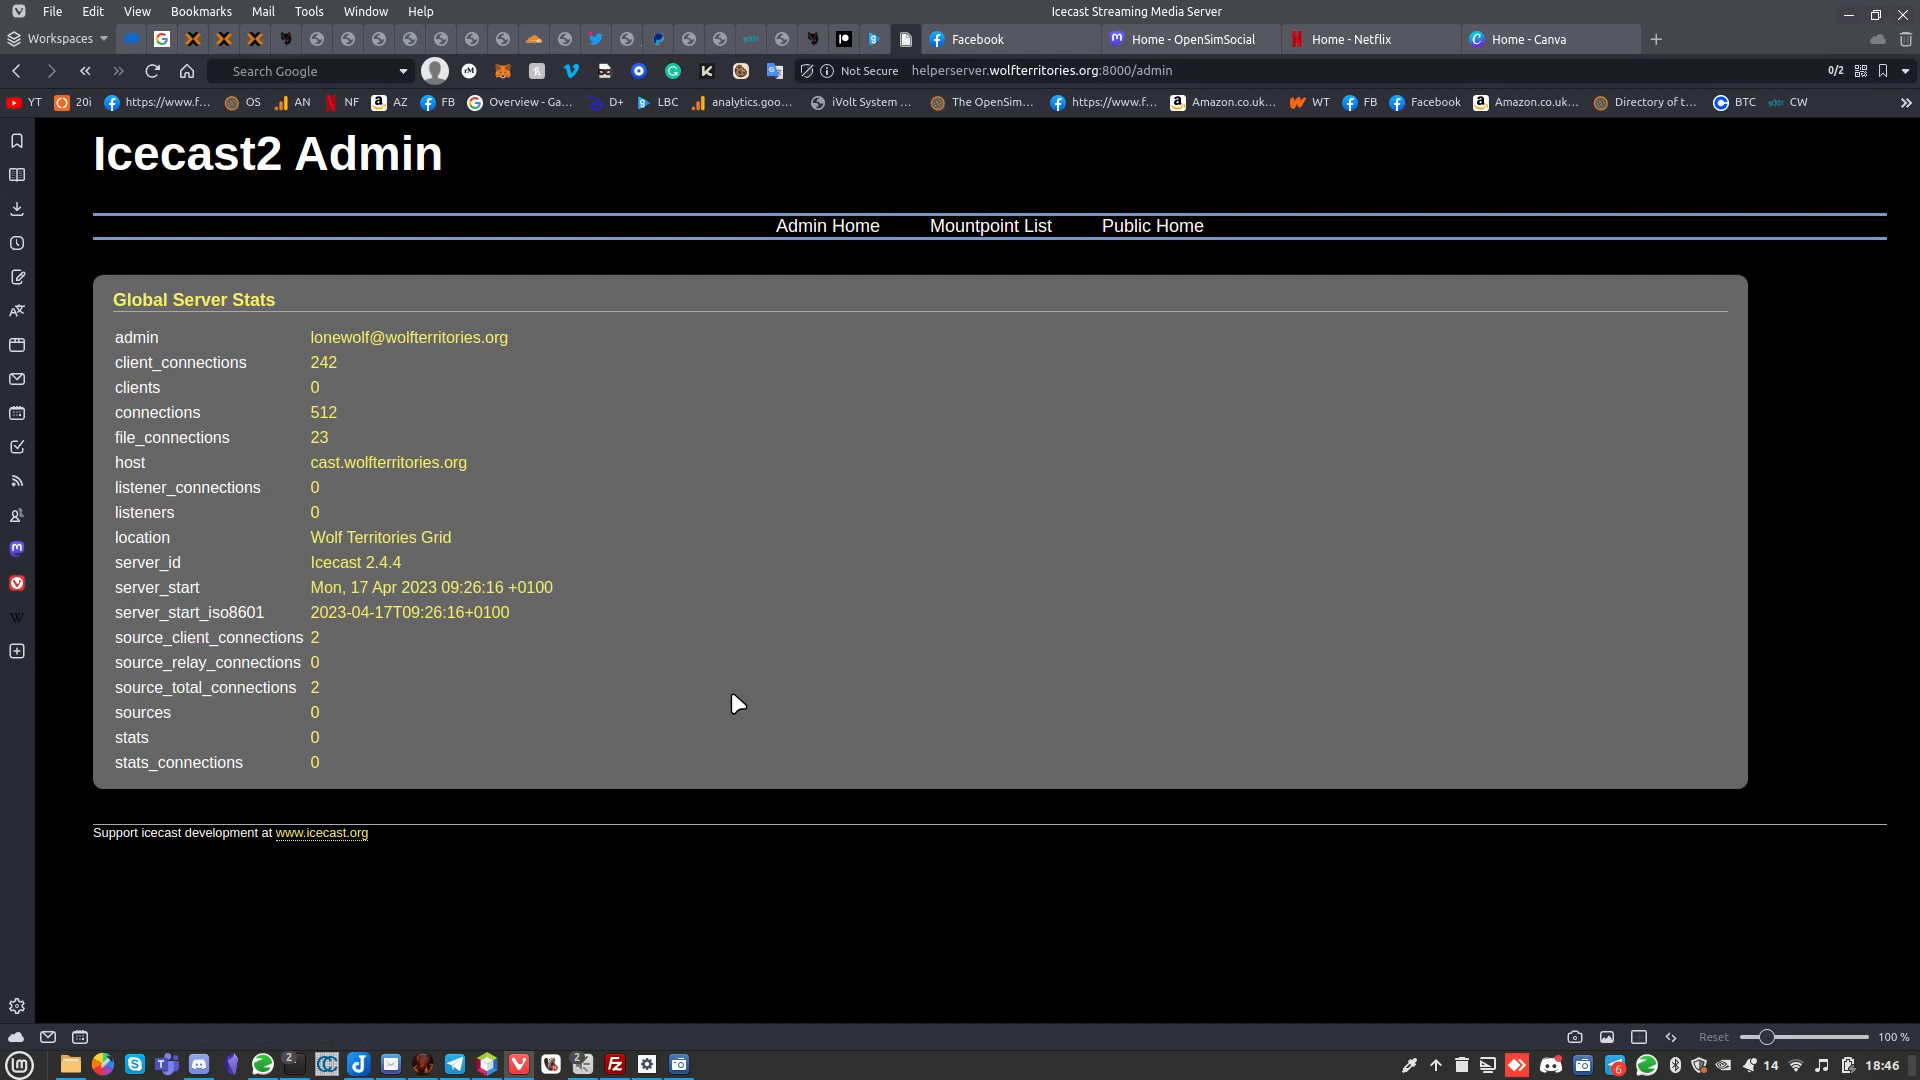 File Edit View Bookmarks Mail Tools Window Help
Icecast Streaming Media Server
Workspaces
Facebook
Home - OpenSimSocial
Home - Netflix
Home - Canva
Search Google
Not Secure helperserver.wolfterritories.org:8000/admin
0/2
YT 20i https://www.f... OS AN NF AZ FB Overview - Ga... D+ LBC analytics.goo... iVolt System ... The OpenSim... https://www.f... Amazon.co.uk... WT FB Facebook Amazon.co.uk... Directory of t... BTC CW
Icecast2 Admin
Admin Home Mountpoint List Public Home
Global Server Stats
admin lonewolf@wolfterritories.org
client_connections 242
clients 0
connections 512
file_connections 23
host cast.wolfterritories.org
listener_connections 0
listeners 0
location Wolf Territories Grid
server_id Icecast 2.4.4
server_start Mon, 17 Apr 2023 09:26:16 +0100
server_start_iso8601 2023-04-17T09:26:16+0100
source_client_connections 2
source_relay_connections 0
source_total_connections 2
sources 0
stats 0
stats_connections 0
Support icecast development at www.icecast.org
Reset 100 %
14 18:46